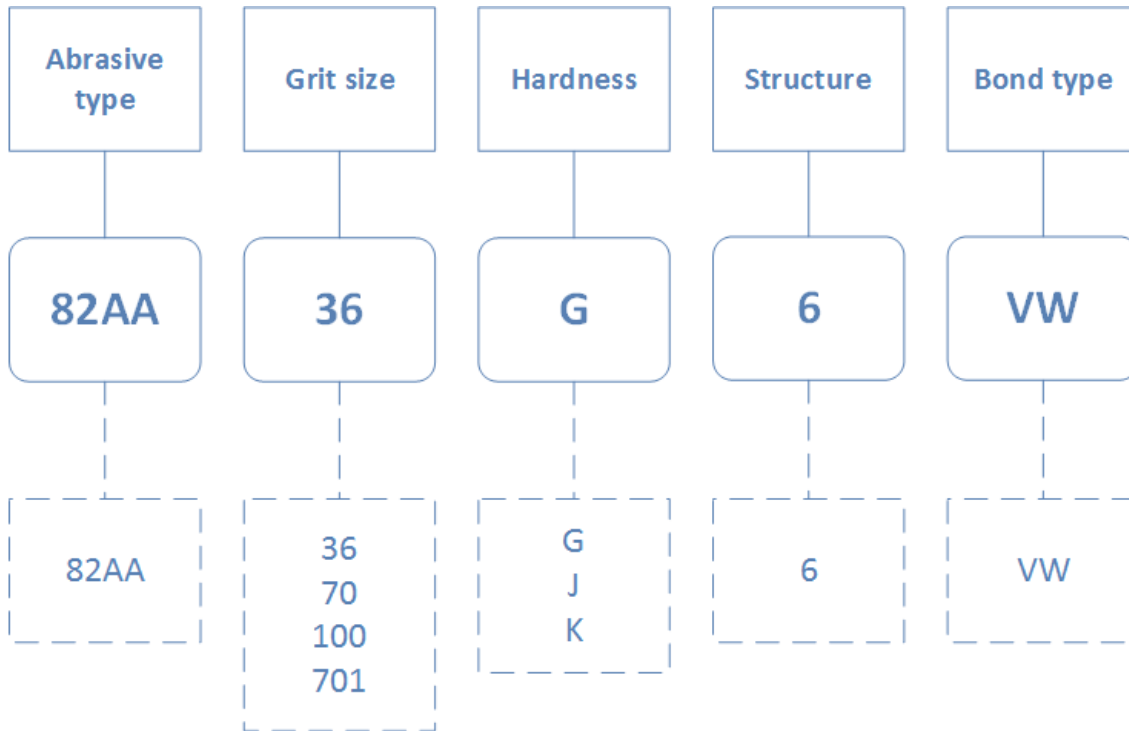 Abrasive
type
Grit size
Hardness
Structure
Bond type
82AA
36
G
6
VW
82AA
36
70
100
701
G
J
K
6
VW